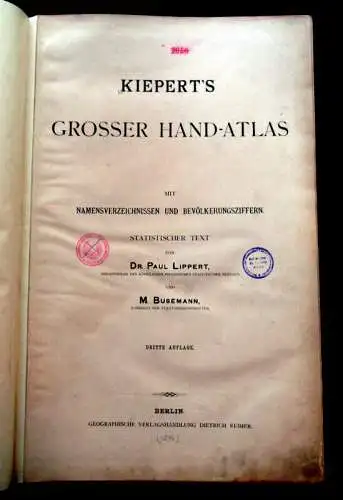 KIEPERT'S
GROSSER HAND-ATLAS
MIT
NAMENSVERZEICHNISSEN UND BEVÖLKERUNGSZIFFERN.
STATISTISCHER TEXT
VON
DR. PAUL LIPPERT,
UND
M. BUSEMANN,
DRITTE AUFLAGE.
BERLIN
GEOGRAPHISCHE VERLAGSHANDLUNG DIETRICH REIMER.